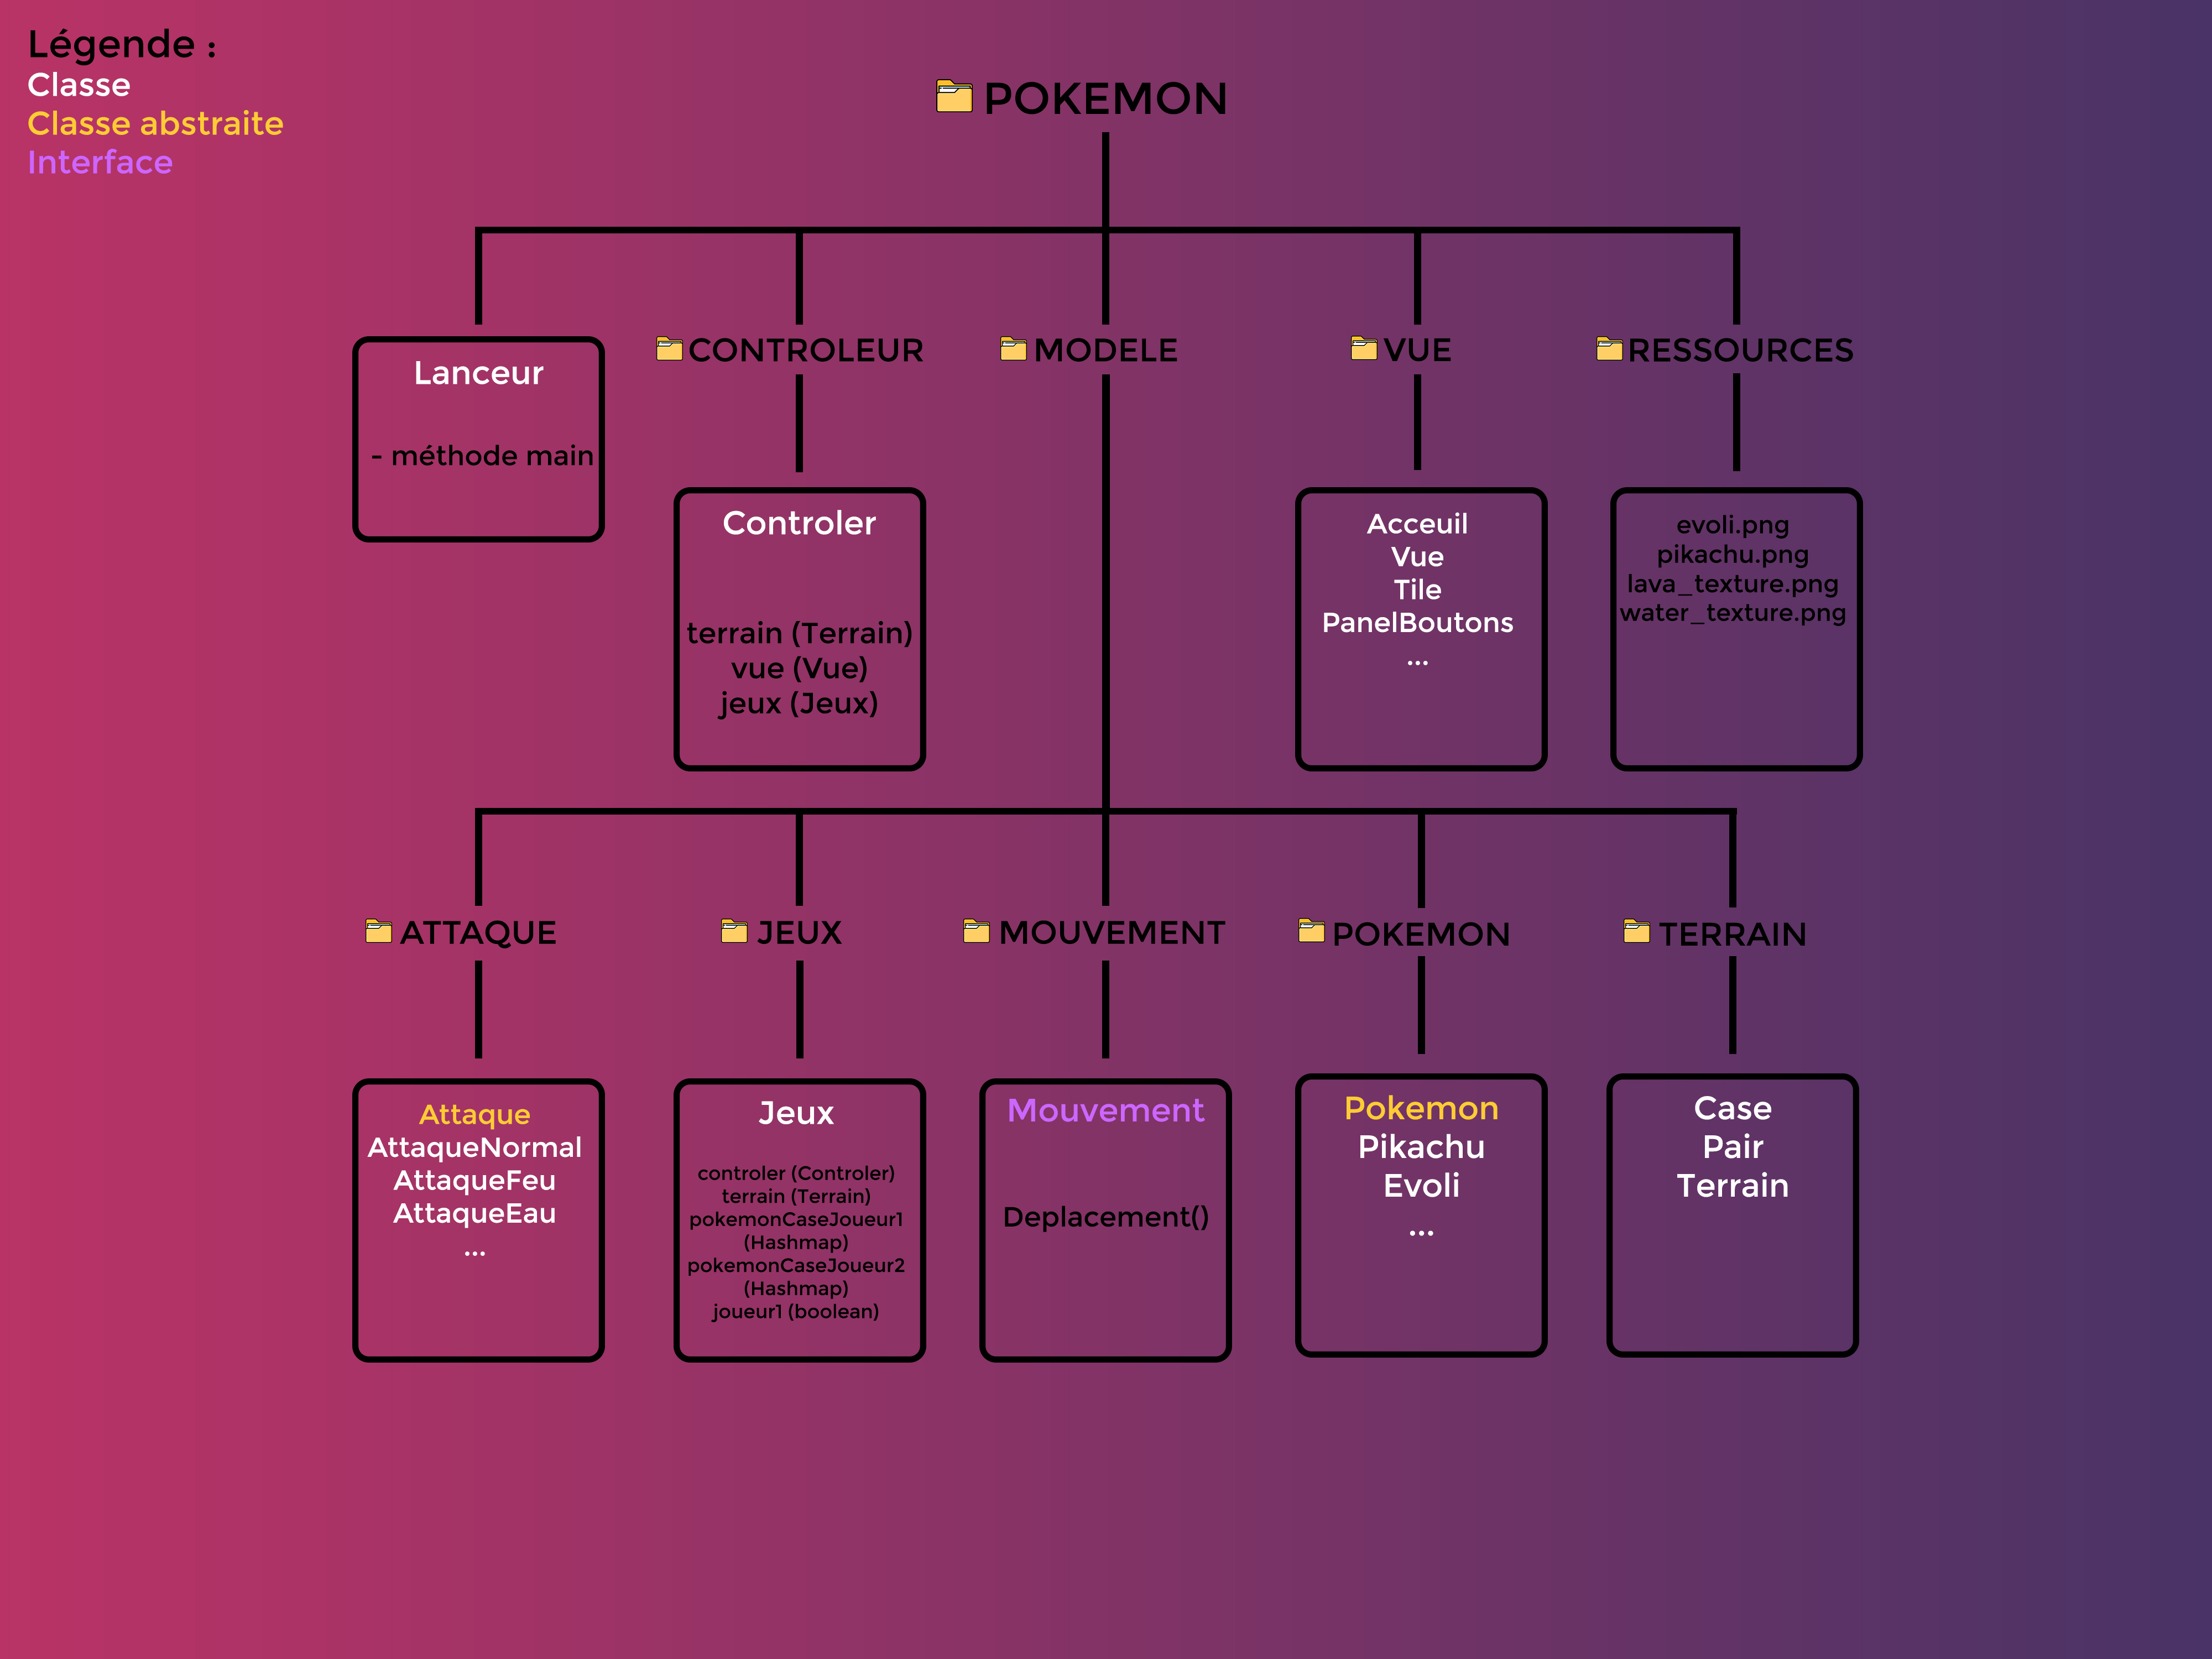 Légende :
Classe
Classe abstraite
Interface
POKEMON
CONTROLEUR
MODELE
VUE
RESSOURCES
Lanceur
- méthode main
Controler
terrain (Terrain)
vue (Vue)
jeux (Jeux)
Acceuil
Vue
Tile
PanelBoutons
...
evoli.png
pikachu.png
lava_texture.png
water_texture.png
ATTAQUE
JEUX
MOUVEMENT
POKEMON
TERRAIN
Attaque
AttaqueNormal
AttaqueFeu
AttaqueEau
...
Jeux
controler (Controler)
terrain (Terrain)
pokemonCaseJoueur1
(Hashmap)
pokemonCaseJoueur2
(Hashmap)
joueur1 (boolean)
Mouvement
Deplacement()
Pokemon
Pikachu
Evoli
...
Case
Pair
Terrain